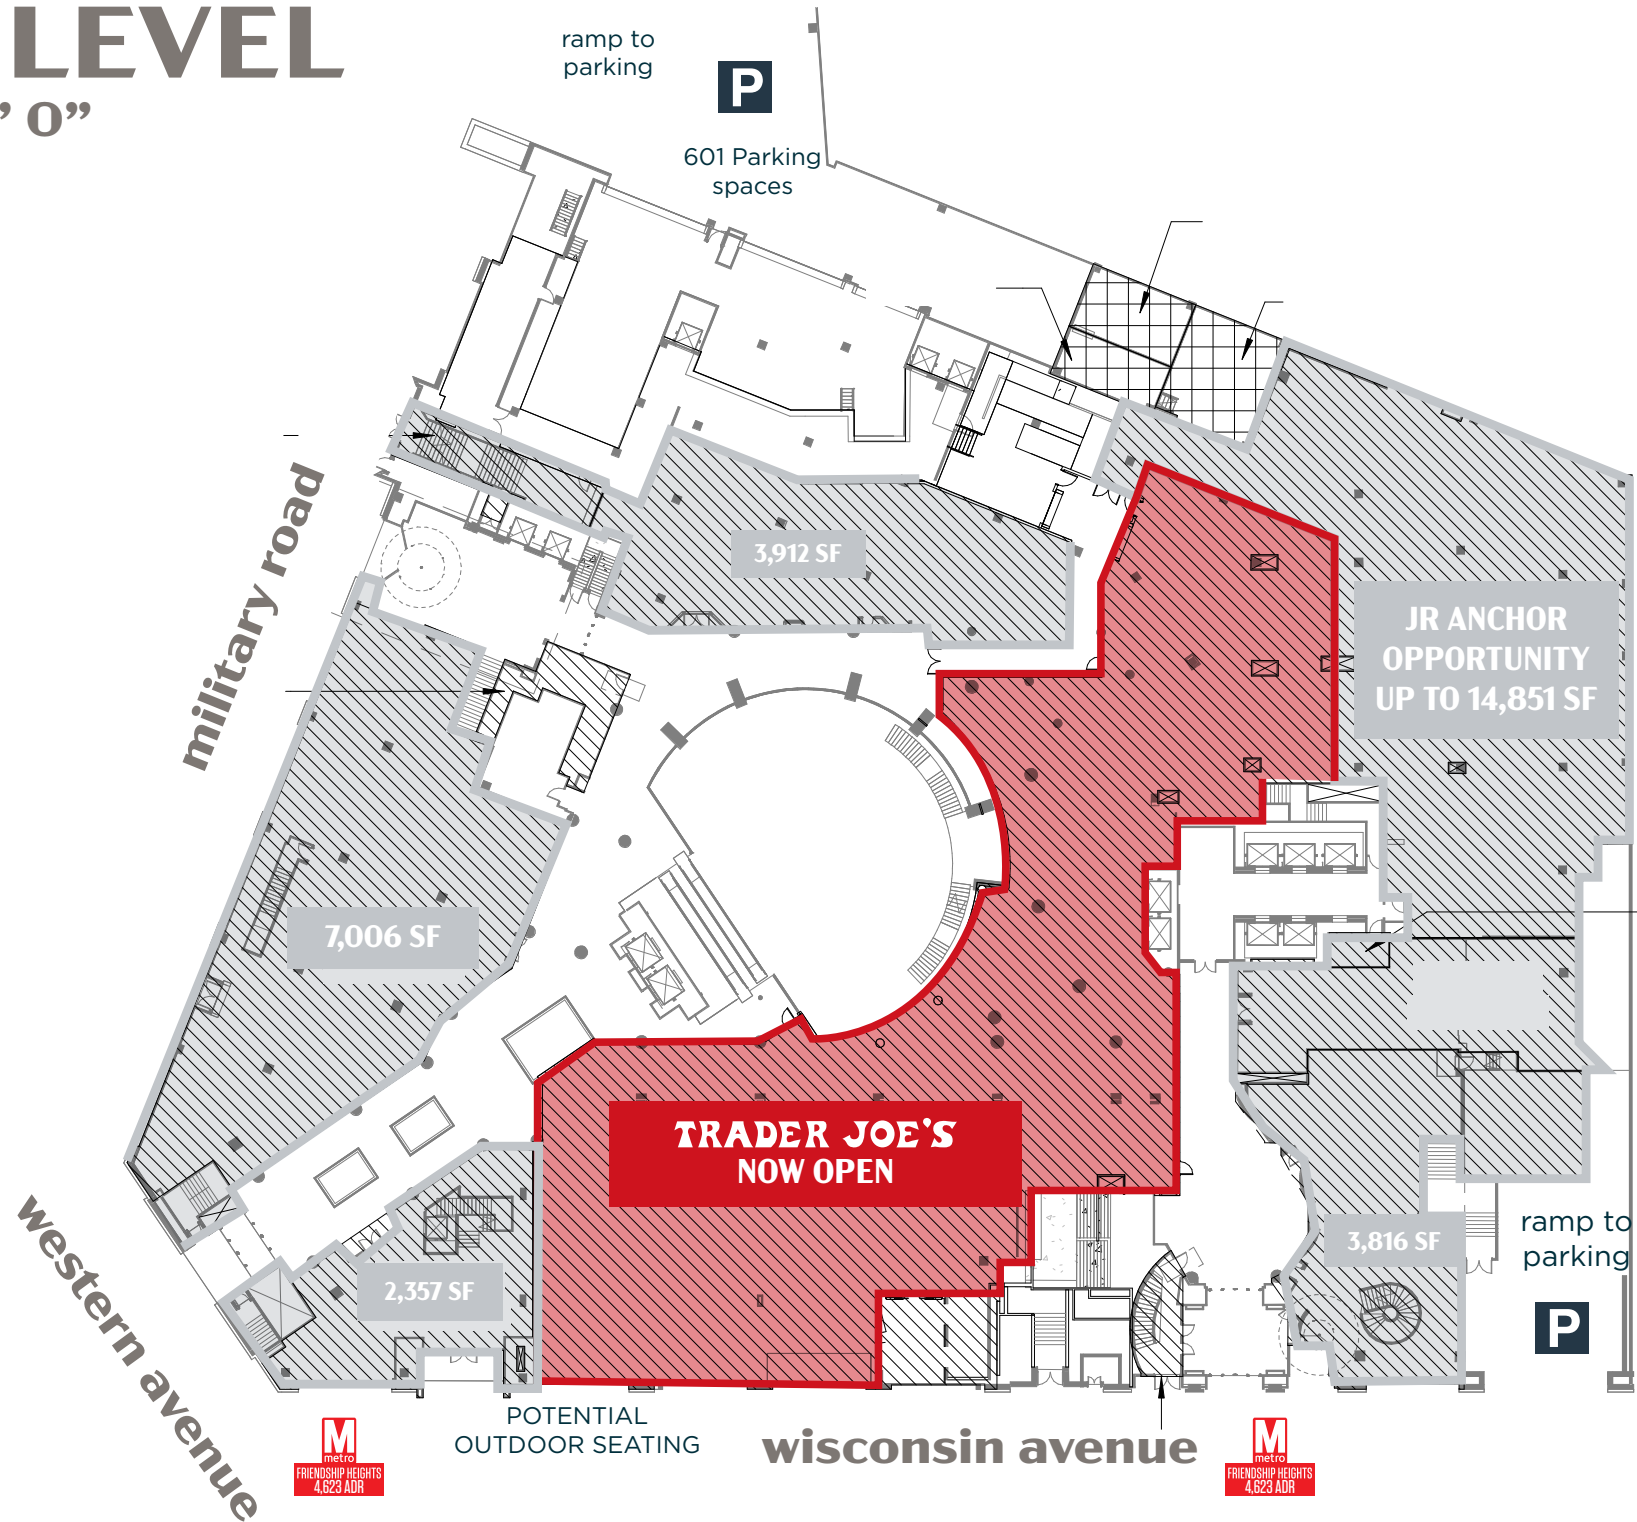 LEVEL
’ 0”
ramp to
parking
P
601 Parking
spaces
military road
3,912 SF
JR ANCHOR
OPPORTUNITY
UP TO 14,851 SF
7,006 SF
TRADER JOE'S
NOW OPEN
2,357 SF
3,816 SF
ramp to
parking
P
western avenue
POTENTIAL
OUTDOOR SEATING
wisconsin avenue
M
metro
FRIENDSHIP HEIGHTS
4,623 ADR
M
metro
FRIENDSHIP HEIGHTS
4,623 ADR